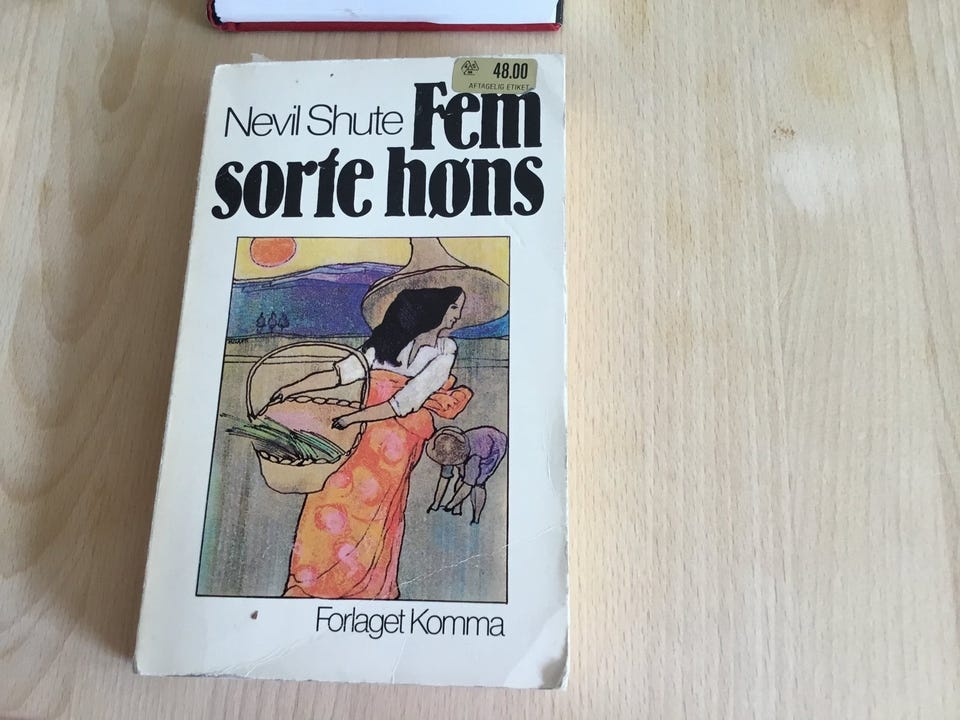 48.00
AFTAGELIG ETIKET
Nevil Shute Fem
sorte høns
Forlaget Komma